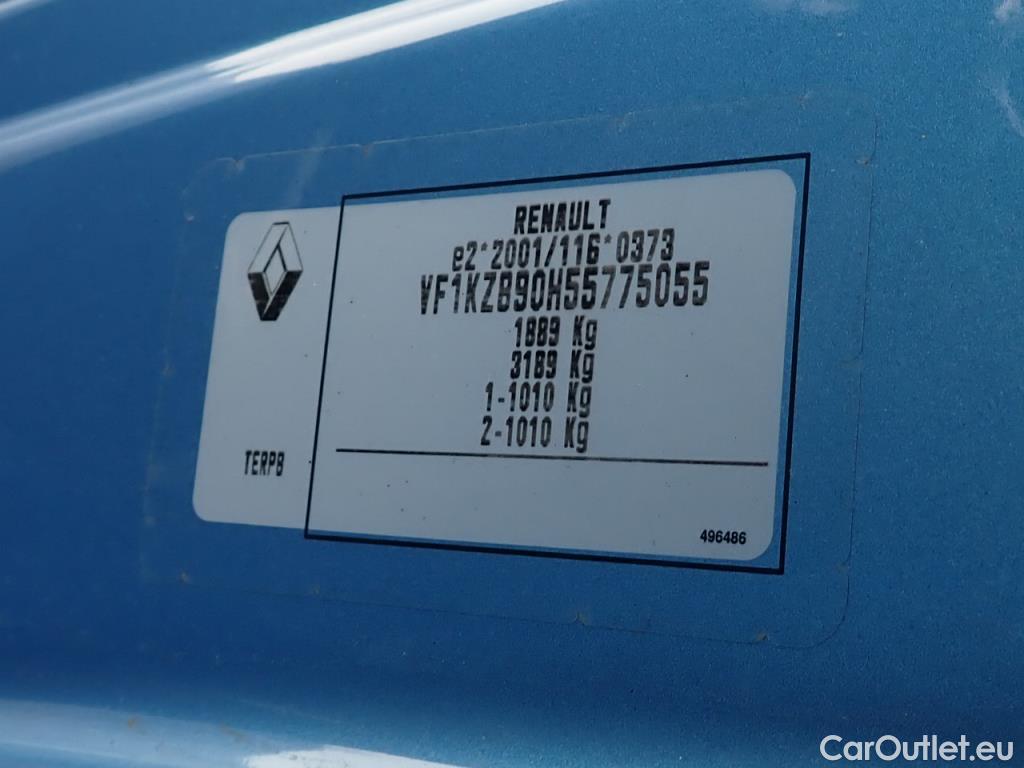 RENAULT
e2*2001/116*0373
VF1KZB90H55775055
1889 Kg
3189 Kg
1-1010 Kg
2-1010 Kg
TERPB
496486
CarOutlet.eu